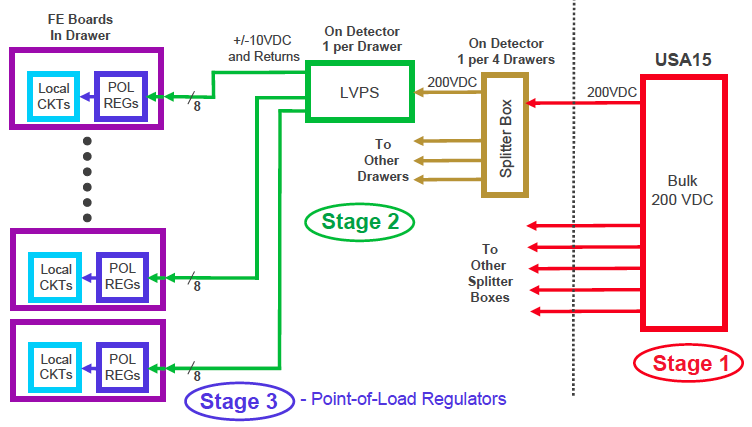 FE Boards
In Drawer
+/-10VDC
and Returns
On Detector
1 per Drawer
On Detector
1 per 4 Drawers
USA15
Local
CKTs
POL
REGs
8
LVPS
200VDC
Splitter Box
200VDC
Bulk
200 VDC
To
Other
Drawers
Stage 2
Local
CKTs
POL
REGs
8
To
Other
Splitter
Boxes
Local
CKTs
POL
REGs
8
Stage 1
Stage 3 - Point-of-Load Regulators